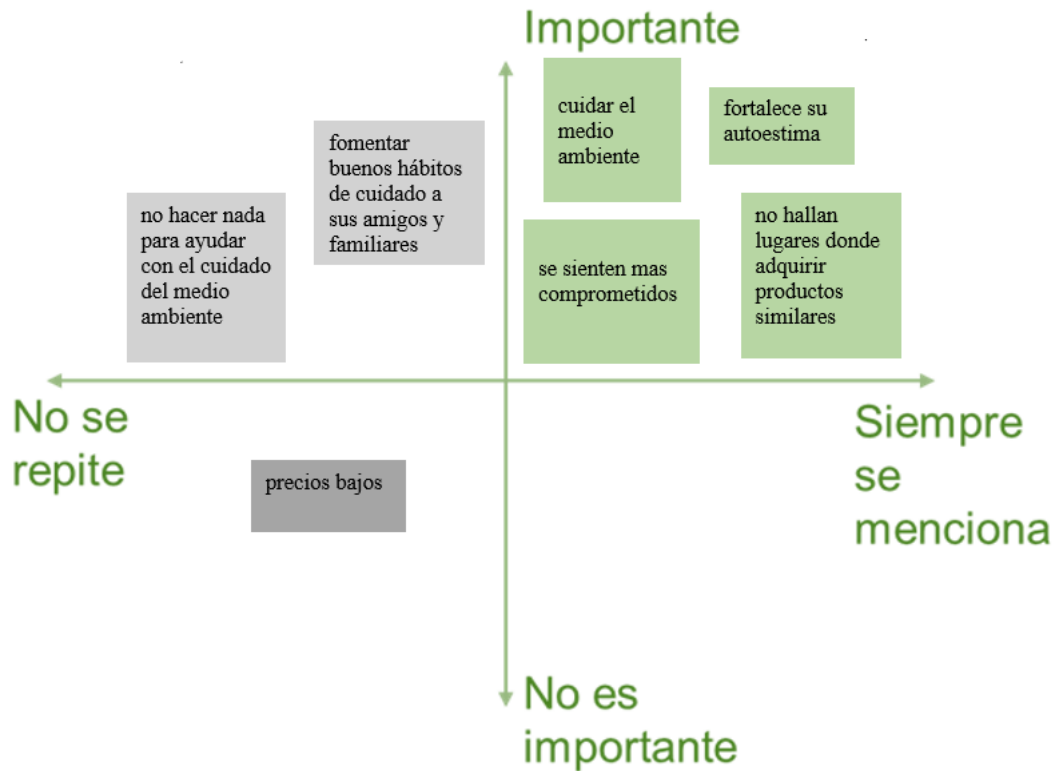 Importante
cuidar el
medio
ambiente
fortalece su
autoestima
fomentar
buenos hábitos
de cuidado a
sus amigos y
familiares
no hacer nada
para ayudar
con el cuidado
del medio
ambiente
se sienten mas
comprometidos
no hallan
lugares donde
adquirir
productos
similares
No se
repite
Siempre
se
menciona
precios bajos
No es
importante